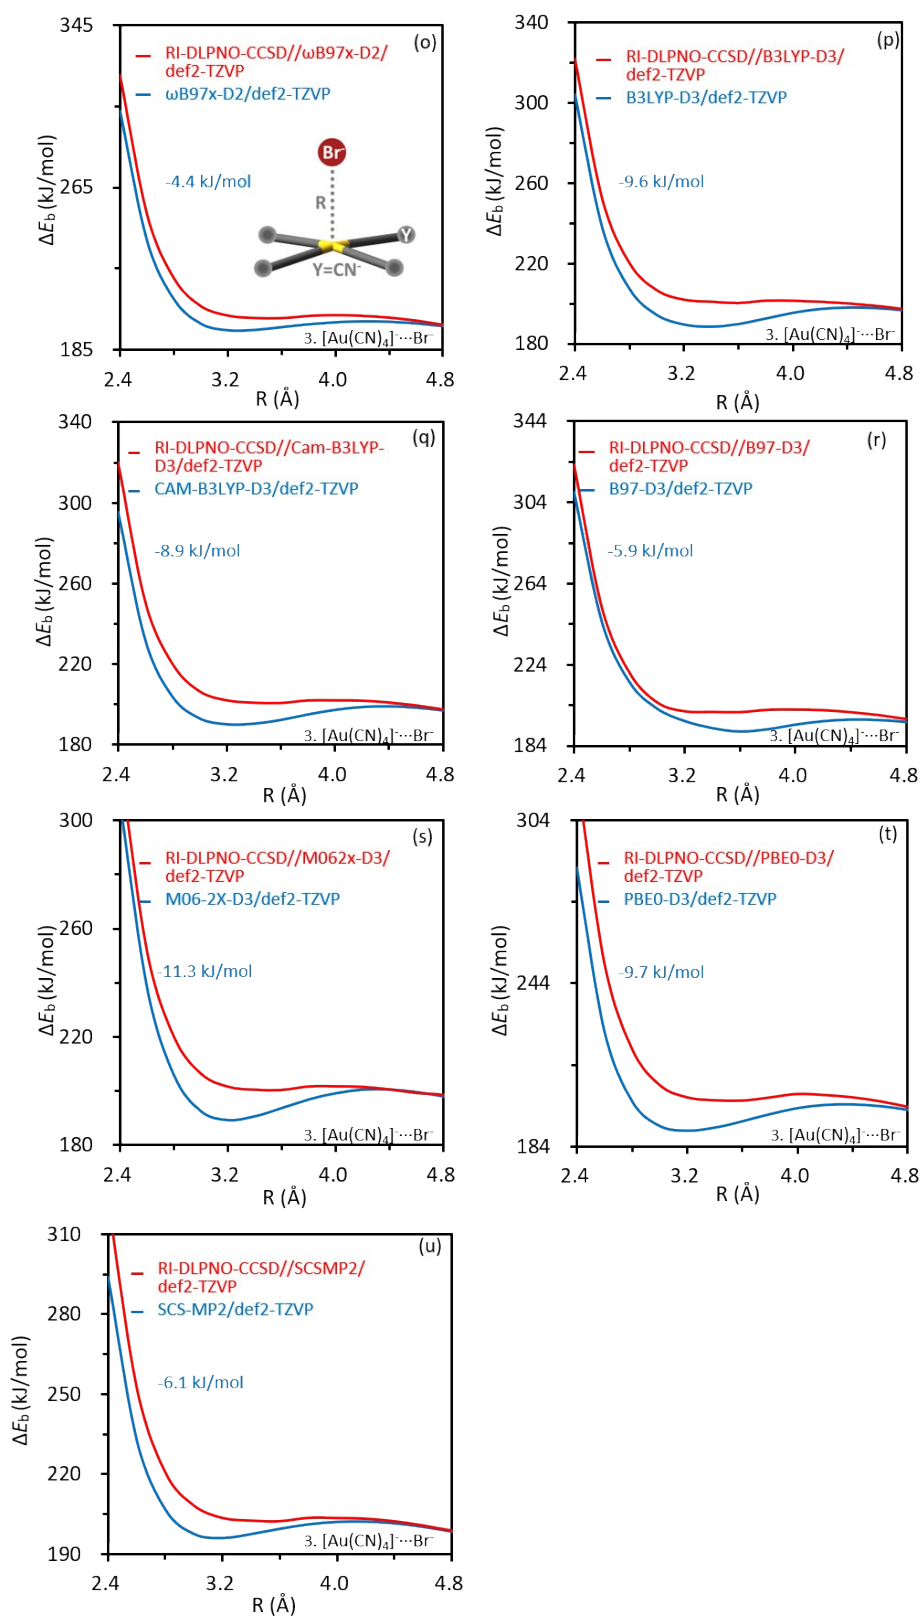 (o)
345
265
185
ΔE_b (kJ/mol)
RI-DLPNO-CCSD//ωB97x-D2/
def2-TZVP
ωB97x-D2/def2-TZVP
-4.4 kJ/mol
Br⁻
R
Y
Y=CN⁻
3. [Au(CN)₄]⁻···Br⁻
2.4 3.2 4.0 4.8
R (Å)
(p)
340
300
260
220
180
ΔE_b (kJ/mol)
RI-DLPNO-CCSD//B3LYP-D3/
def2-TZVP
B3LYP-D3/def2-TZVP
-9.6 kJ/mol
3. [Au(CN)₄]⁻···Br⁻
2.4 3.2 4.0 4.8
R (Å)
(q)
340
300
260
220
180
ΔE_b (kJ/mol)
RI-DLPNO-CCSD//Cam-B3LYP-
D3/def2-TZVP
CAM-B3LYP-D3/def2-TZVP
-8.9 kJ/mol
3. [Au(CN)₄]⁻···Br⁻
2.4 3.2 4.0 4.8
R (Å)
(r)
344
304
264
224
184
ΔE_b (kJ/mol)
RI-DLPNO-CCSD//B97-D3/
def2-TZVP
B97-D3/def2-TZVP
-5.9 kJ/mol
3. [Au(CN)₄]⁻···Br⁻
2.4 3.2 4.0 4.8
R (Å)
(s)
300
260
220
180
ΔE_b (kJ/mol)
RI-DLPNO-CCSD//M062x-D3/
def2-TZVP
M06-2X-D3/def2-TZVP
-11.3 kJ/mol
3. [Au(CN)₄]⁻···Br⁻
2.4 3.2 4.0 4.8
R (Å)
(t)
304
244
184
ΔE_b (kJ/mol)
RI-DLPNO-CCSD//PBE0-D3/
def2-TZVP
PBE0-D3/def2-TZVP
-9.7 kJ/mol
3. [Au(CN)₄]⁻···Br⁻
2.4 3.2 4.0 4.8
R (Å)
(u)
310
280
250
220
190
ΔE_b (kJ/mol)
RI-DLPNO-CCSD//SCSMP2/
def2-TZVP
SCS-MP2/def2-TZVP
-6.1 kJ/mol
3. [Au(CN)₄]⁻···Br⁻
2.4 3.2 4.0 4.8
R (Å)